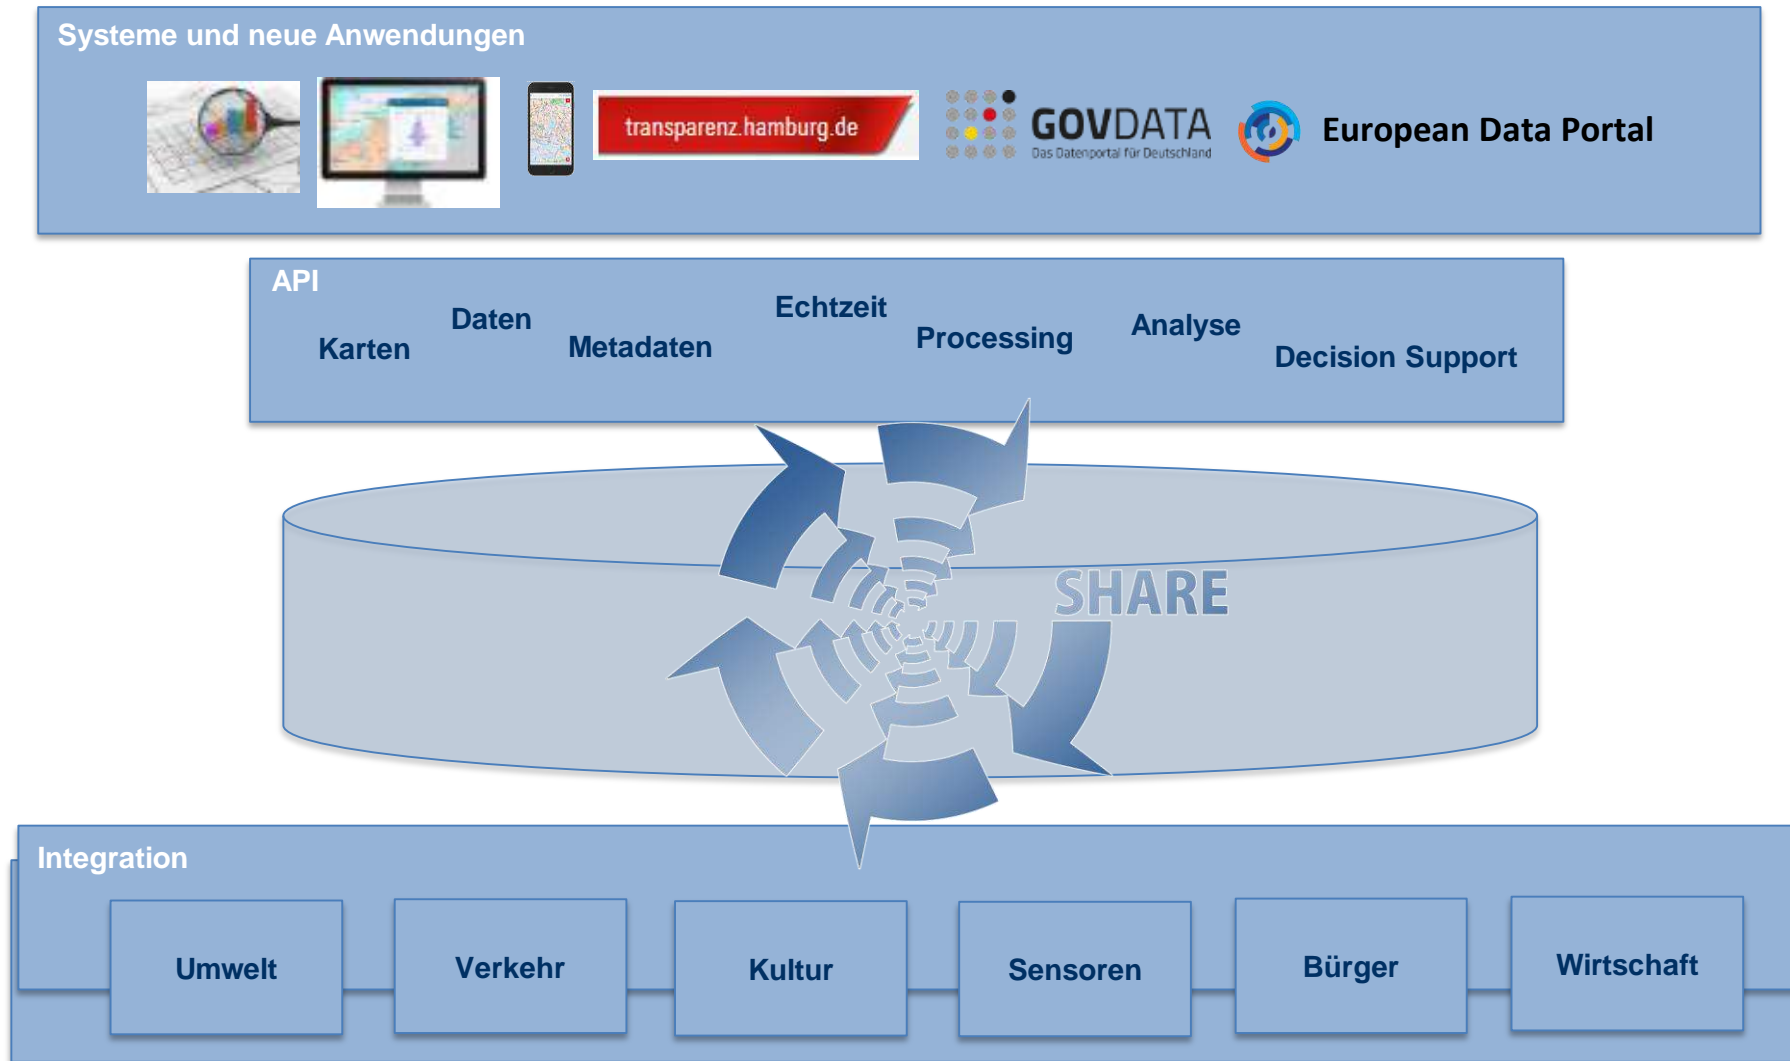 Systeme und neue Anwendungen
transparenz.hamburg.de
GOVDATA
Das Datenportal für Deutschland
European Data Portal
API
Karten
Daten
Metadaten
Echtzeit
Processing
Analyse
Decision Support
SHARE
Integration
Umwelt
Verkehr
Kultur
Sensoren
Bürger
Wirtschaft